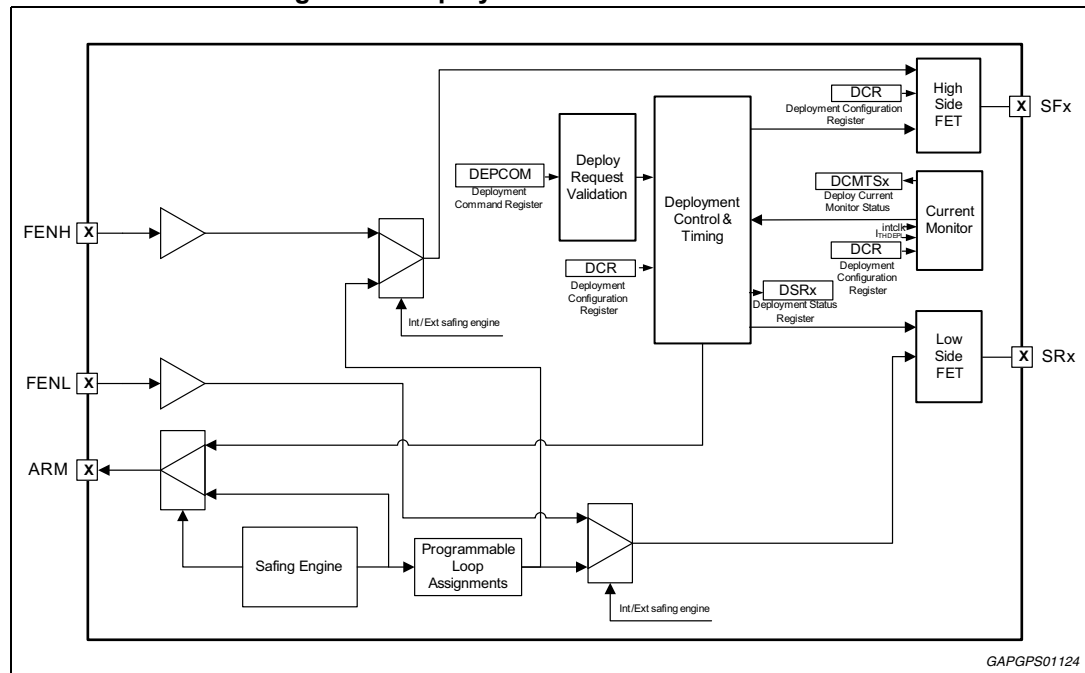 High
Side
FET
DCR
Deployment Configuration
Register
X
SFx
DEPCOM
Deployment
Command Register
Deploy
Request
Validation
Deployment
Control &
Timing
DCMTSx
Deploy Current
Monitor Status
Current
Monitor
intclk
ITHDEPL
DCR
Deployment
Configuration
Register
FENH
X
DCR
Deployment
Configuration
Register
DSRx
Deployment Status
Register
Int/Ext safing engine
Low
Side
FET
X
SRx
FENL
X
ARM
X
Safing Engine
Programmable
Loop
Assignments
Int/Ext safing engine
GAPGPS01124